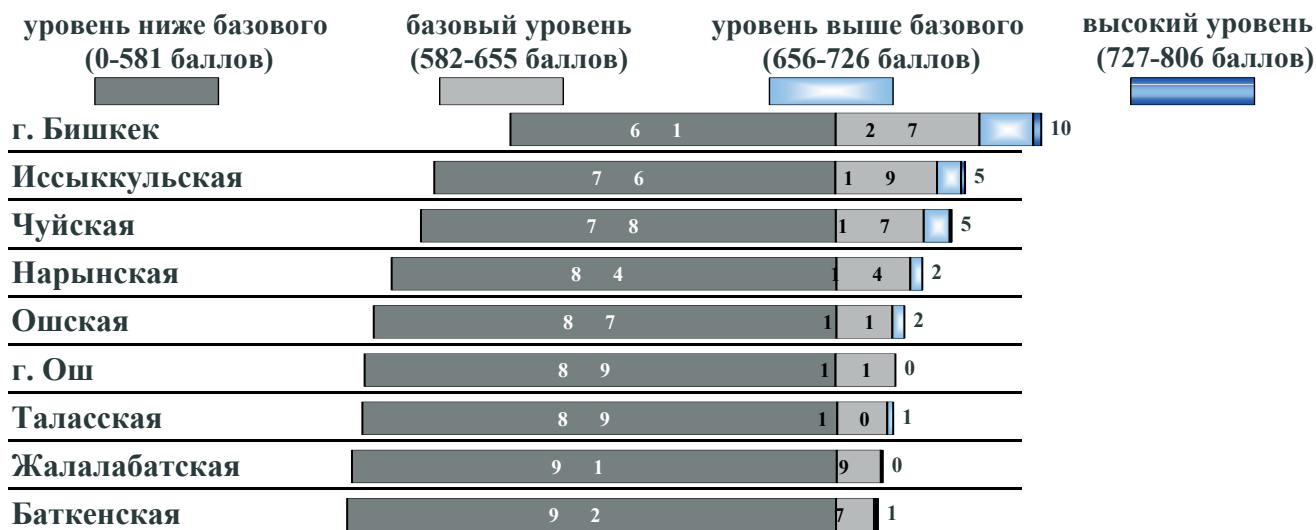 уровень ниже базового базовый уровень уровень выше базового высокий уровень
(0-581 баллов) (582-655 баллов) (656-726 баллов) (727-806 баллов)
г. Бишкек 6 1 2 7 10
Иссыккульская 7 6 1 9 5
Чуйская 7 8 1 7 5
Нарынская 8 4 1 4 2
Ошская 8 7 1 1 2
г. Ош 8 9 1 1 0
Таласская 8 9 1 0 1
Жалалабатская 9 1 9 0
Баткенская 9 2 7 1